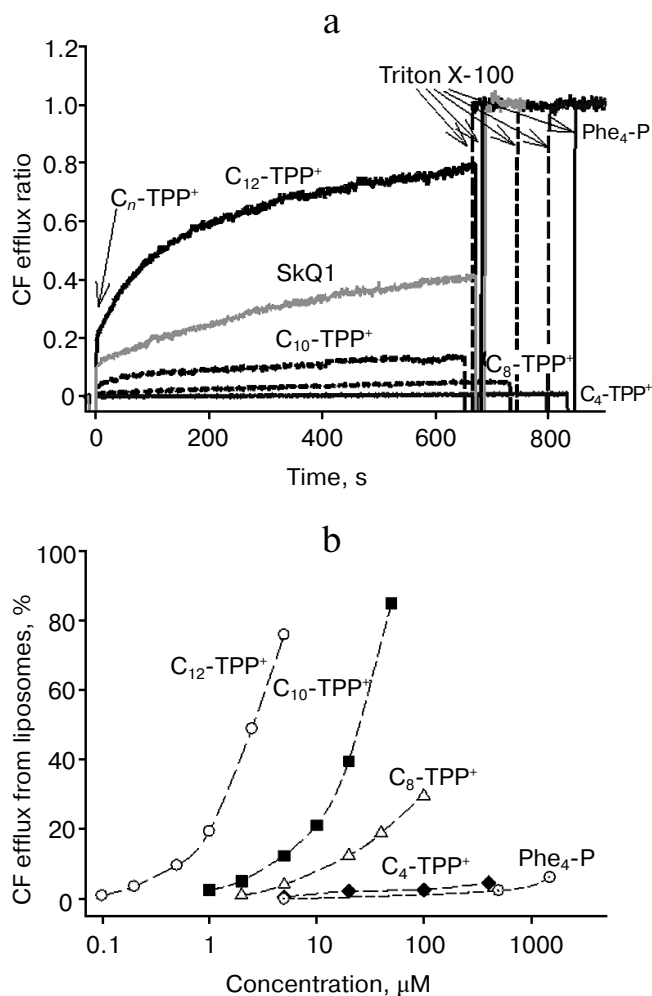 a
1.2
1.0
0.8
0.6
0.4
0.2
0
CF efflux ratio
Triton X-100
Phe₄-P
Cₙ-TPP⁺
C₁₂-TPP⁺
SkQ1
C₁₀-TPP⁺
C₈-TPP⁺
C₄-TPP⁺
0 200 400 600 800
Time, s
b
100
80
60
40
20
0
CF efflux from liposomes, %
C₁₂-TPP⁺
C₁₀-TPP⁺
C₈-TPP⁺
C₄-TPP⁺
Phe₄-P
0.1 1 10 100 1000
Concentration, μM